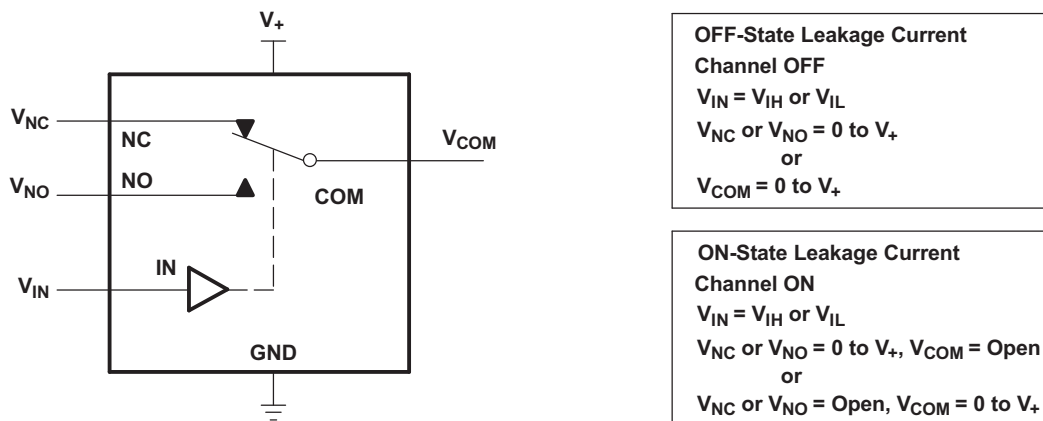 V+
VNC
NC
VCOM
VNO
NO
COM
VIN
IN
GND
OFF-State Leakage Current
Channel OFF
VIN = VIH or VIL
VNC or VNO = 0 to V+
or
VCOM = 0 to V+
ON-State Leakage Current
Channel ON
VIN = VIH or VIL
VNC or VNO = 0 to V+, VCOM = Open
or
VNC or VNO = Open, VCOM = 0 to V+